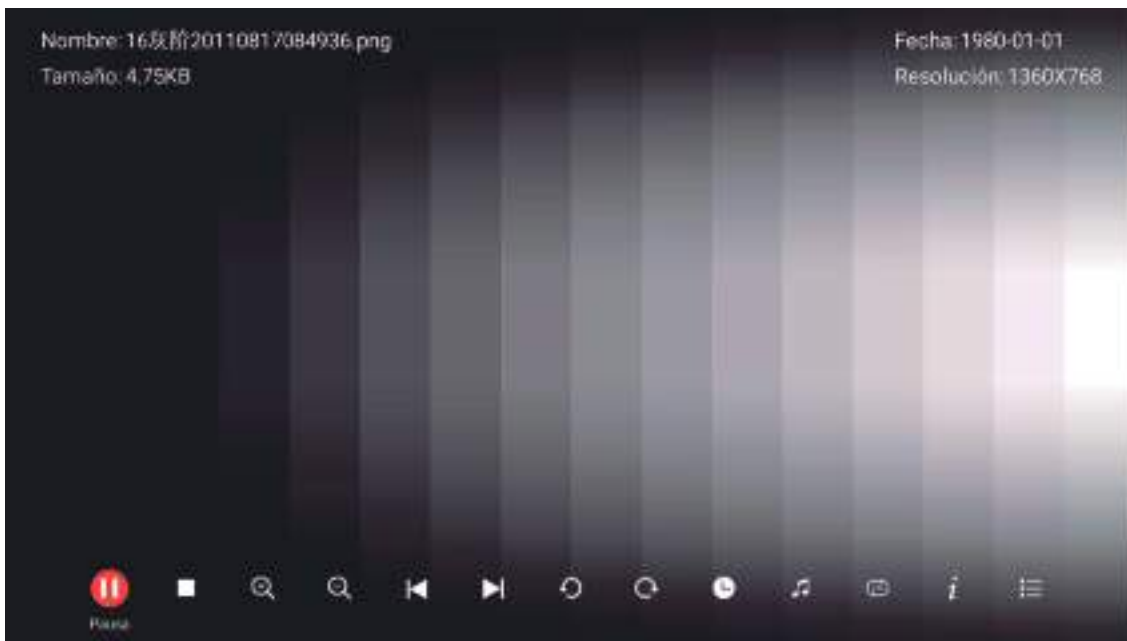 Nombre: 16灰阶20110817084936.png
Tamaño: 4.75KB
Fecha: 1980-01-01
Resolución: 1360X768
Pausa